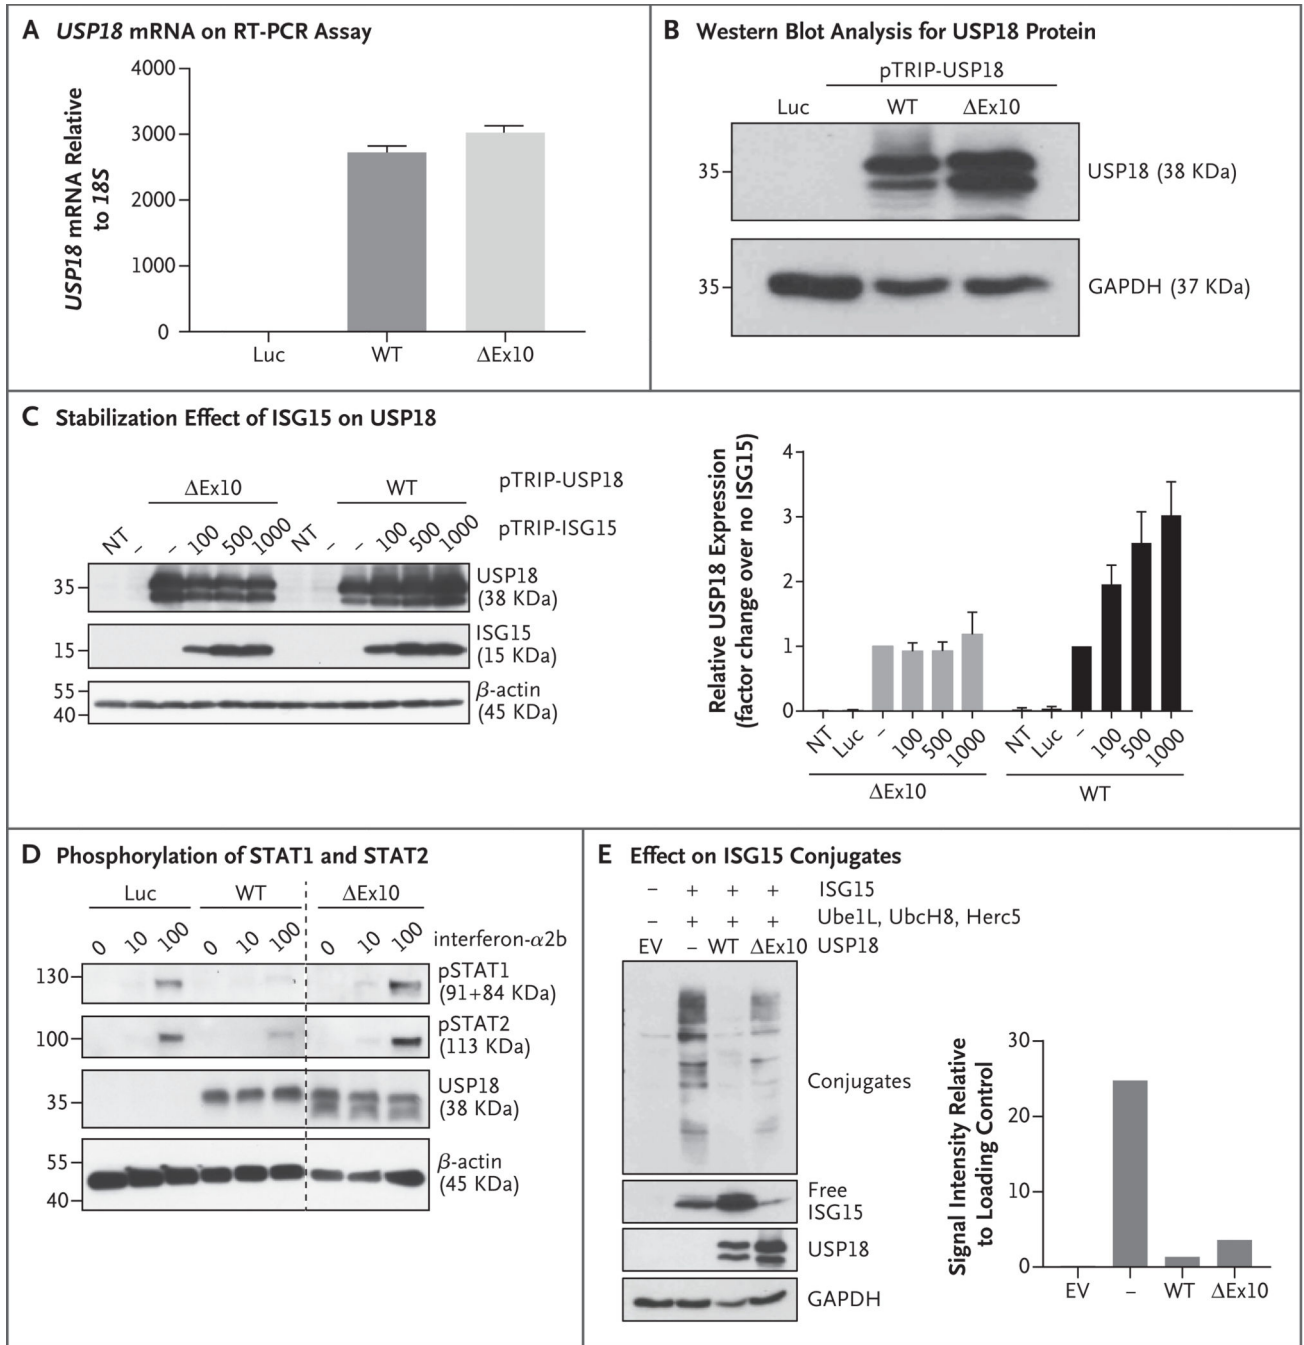 A USP18 mRNA on RT-PCR Assay
USP18 mRNA Relative
to 18S
4000
3000
2000
1000
0
Luc WT ΔEx10
B Western Blot Analysis for USP18 Protein
pTRIP-USP18
Luc WT ΔEx10
35
USP18 (38 KDa)
35
GAPDH (37 KDa)
C Stabilization Effect of ISG15 on USP18
ΔEx10 WT pTRIP-USP18
NT – – 100 500 1000 NT – – 100 500 1000 pTRIP-ISG15
35
USP18
(38 KDa)
15
ISG15
(15 KDa)
55
40
β-actin
(45 KDa)
Relative USP18 Expression
(factor change over no ISG15)
4
3
2
1
0
NT Luc – 100 500 1000 NT Luc – 100 500 1000
ΔEx10 WT
D Phosphorylation of STAT1 and STAT2
Luc WT ΔEx10
0 10 100 0 10 100 0 10 100 interferon-α2b
130
pSTAT1
(91+84 KDa)
100
pSTAT2
(113 KDa)
35
USP18
(38 KDa)
55
40
β-actin
(45 KDa)
E Effect on ISG15 Conjugates
– + + + ISG15
– + + + Ube1L, UbcH8, Herc5
EV – WT ΔEx10 USP18
Conjugates
Free
ISG15
USP18
GAPDH
Signal Intensity Relative
to Loading Control
30
20
10
0
EV – WT ΔEx10